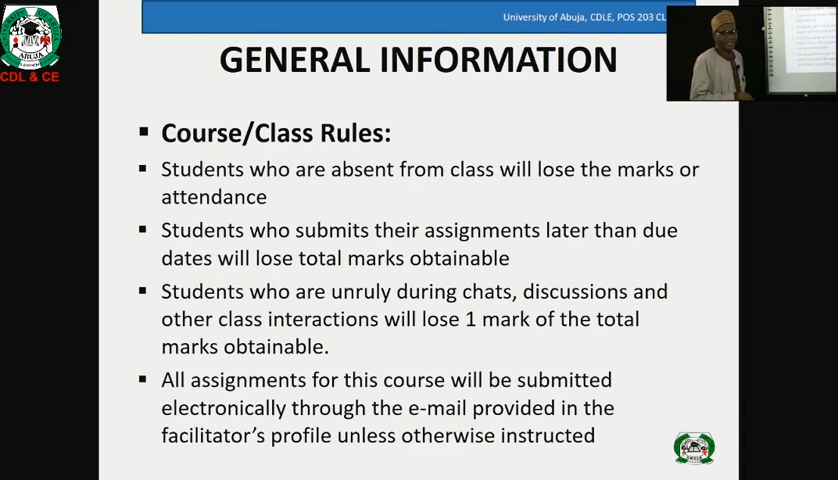 University of Abuja, CDLE, POS 203
CDL & CE
GENERAL INFORMATION
▪ Course/Class Rules:
▪ Students who are absent from class will lose the marks or
attendance
▪ Students who submits their assignments later than due
dates will lose total marks obtainable
▪ Students who are unruly during chats, discussions and
other class interactions will lose 1 mark of the total
marks obtainable.
▪ All assignments for this course will be submitted
electronically through the e-mail provided in the
facilitator's profile unless otherwise instructed